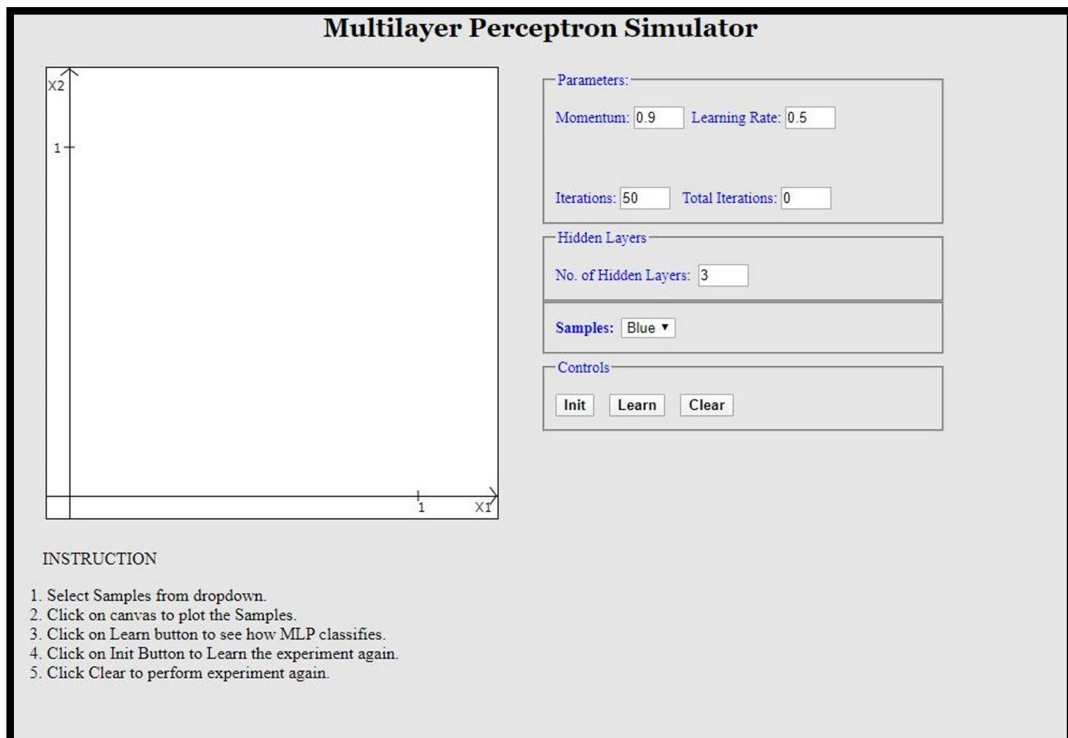 Multilayer Perceptron Simulator
X2
1
1
X1
Parameters:
Momentum: 0.9 Learning Rate: 0.5
Iterations: 50 Total Iterations: 0
Hidden Layers
No. of Hidden Layers: 3
Samples: Blue
Controls
Init Learn Clear
INSTRUCTION
1. Select Samples from dropdown.
2. Click on canvas to plot the Samples.
3. Click on Learn button to see how MLP classifies.
4. Click on Init Button to Learn the experiment again.
5. Click Clear to perform experiment again.